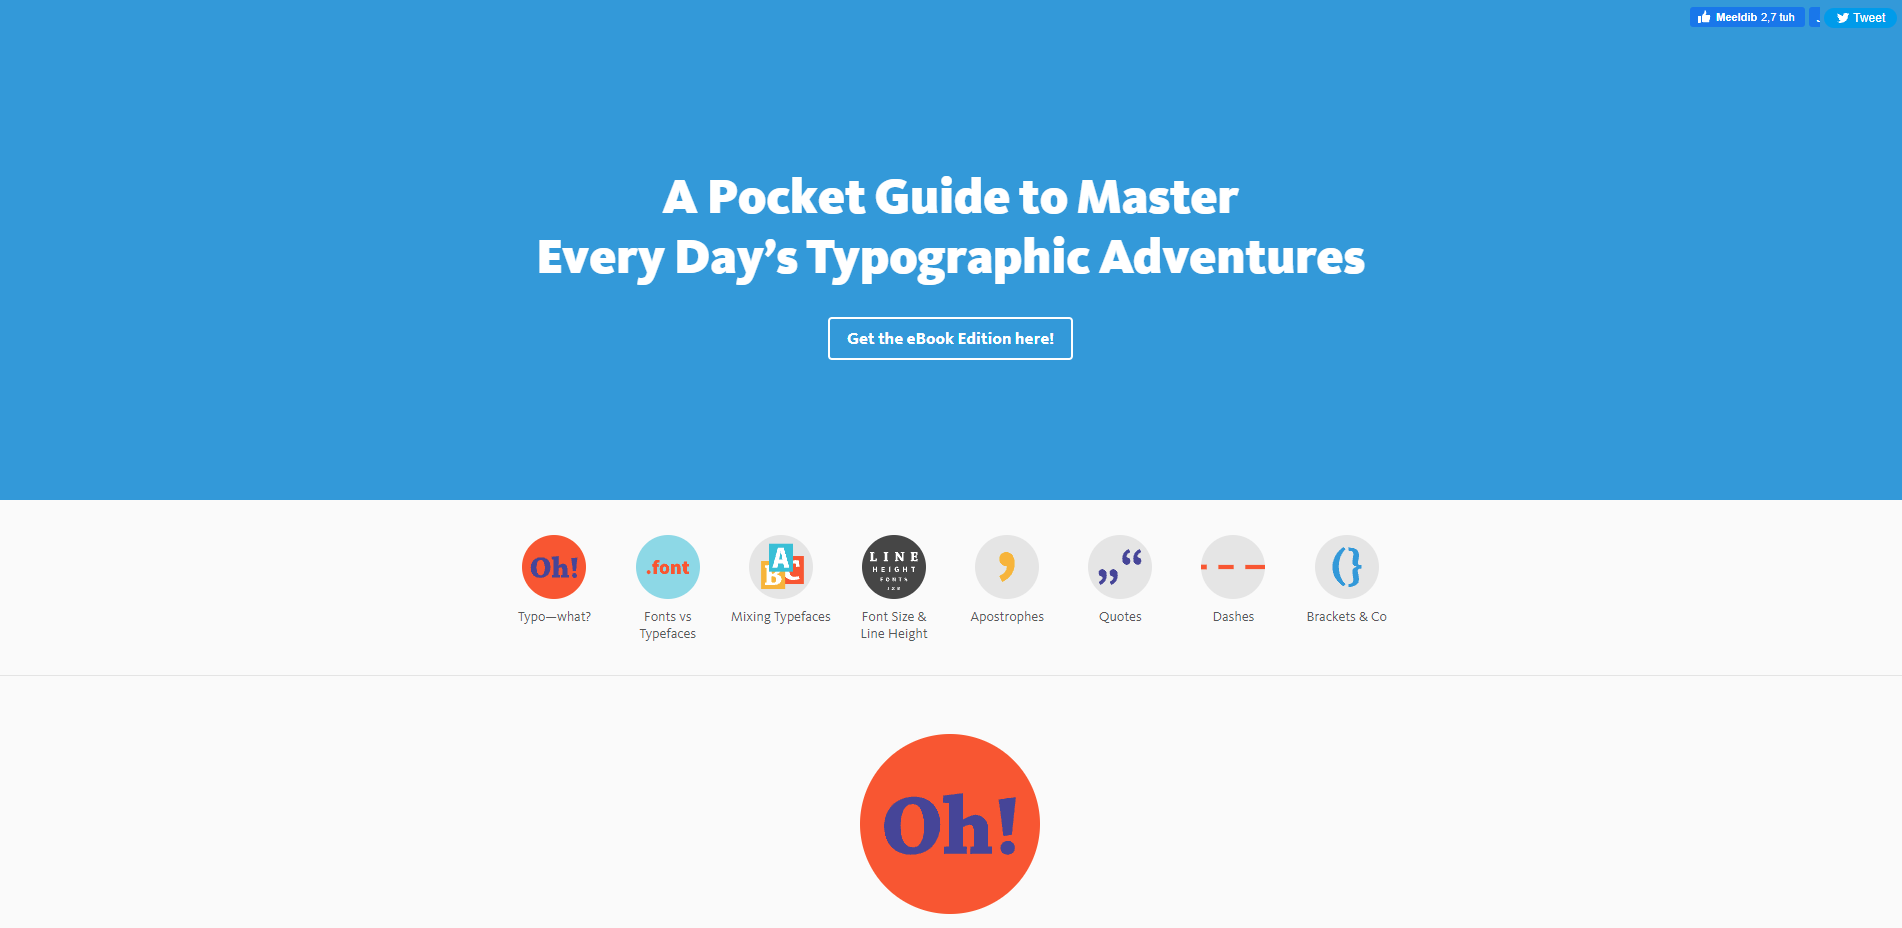 Meeldib 2,7 tuh
Tweet
A Pocket Guide to Master
Every Day’s Typographic Adventures
Get the eBook Edition here!
Oh!
.font
A
B C
LINE
HEIGHT
FONTS
,
„ “
- – —
({
Typo—what?
Fonts vs
Typefaces
Mixing Typefaces
Font Size &
Line Height
Apostrophes
Quotes
Dashes
Brackets & Co
Oh!